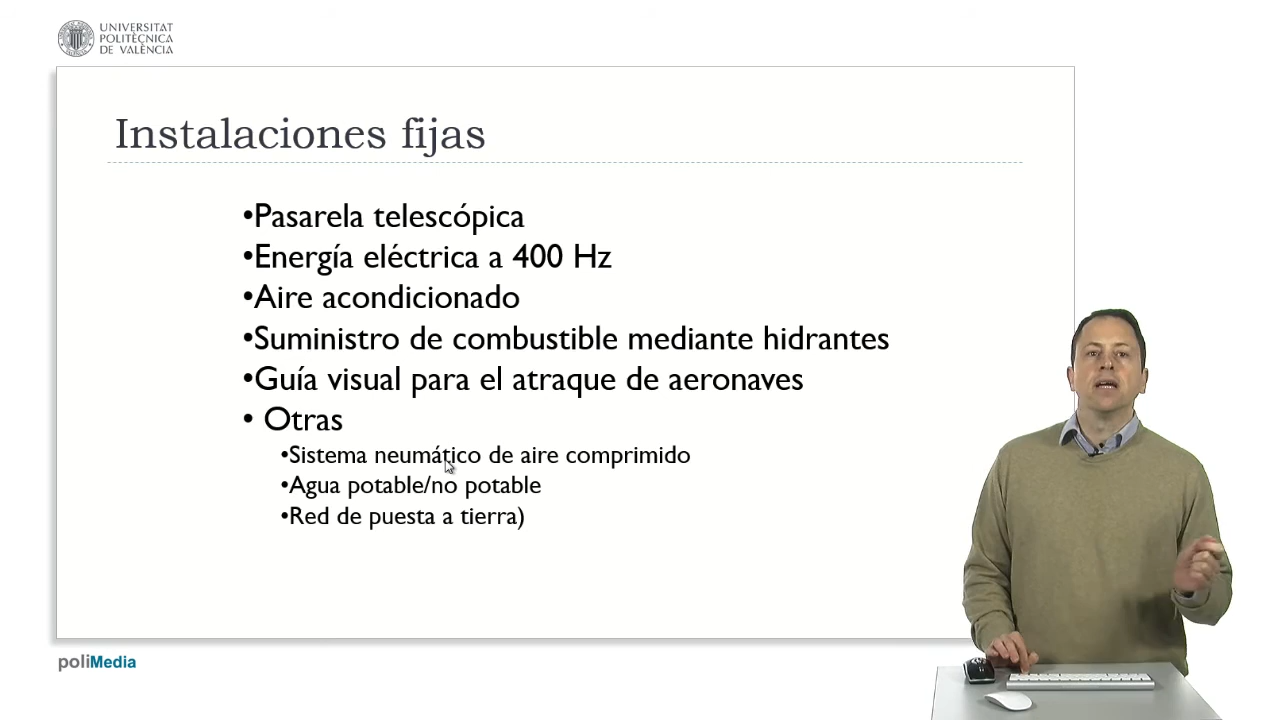 UNIVERSITAT
POLITÈCNICA
DE VALÈNCIA
Instalaciones fijas
•Pasarela telescópica
•Energía eléctrica a 400 Hz
•Aire acondicionado
•Suministro de combustible mediante hidrantes
•Guía visual para el atraque de aeronaves
• Otras
•Sistema neumático de aire comprimido
•Agua potable/no potable
•Red de puesta a tierra)
poliMedia